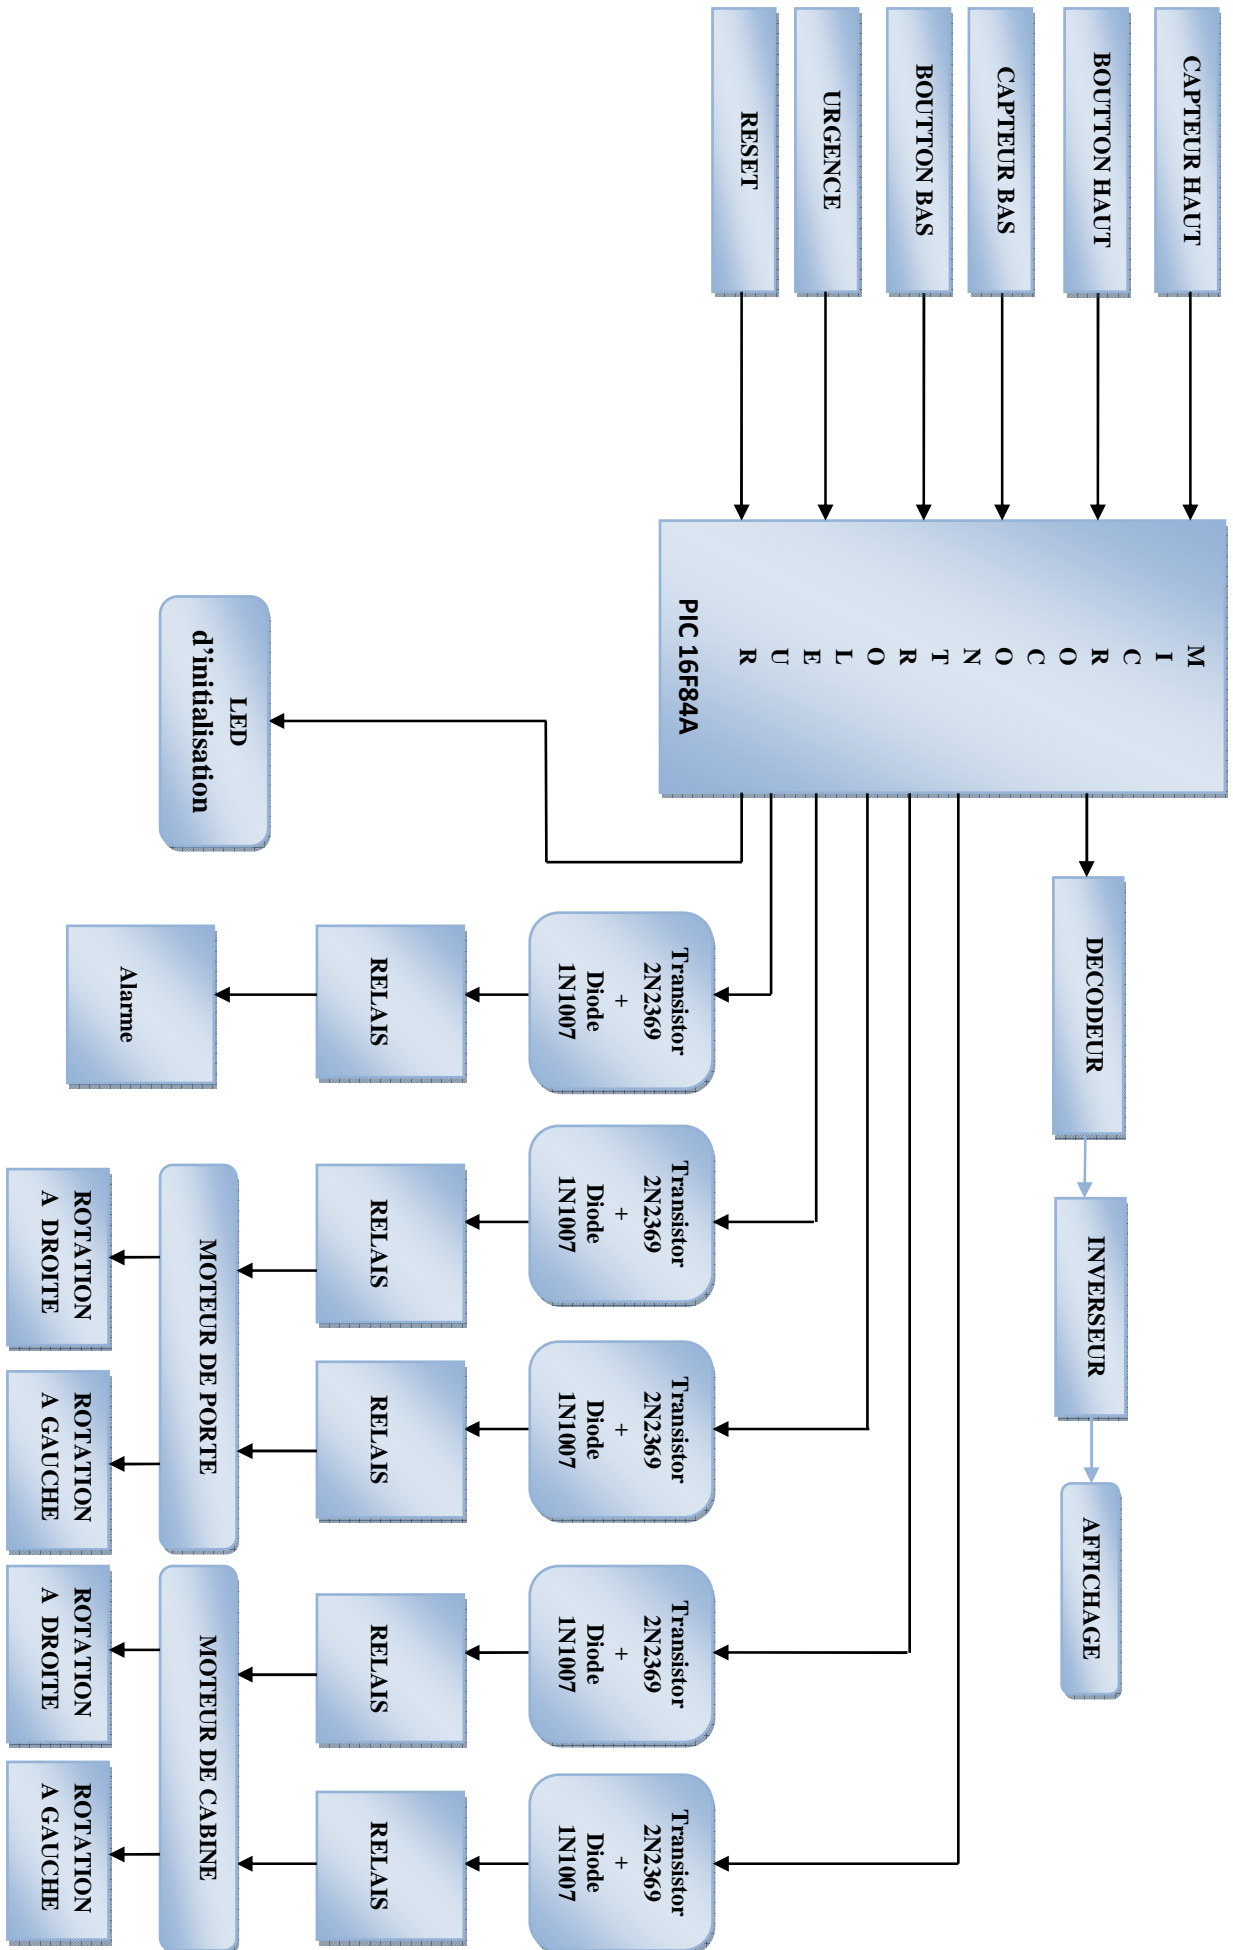 CAPTEUR HAUT
BOUTTON HAUT
CAPTEUR BAS
BOUTTON BAS
URGENCE
RESET
M
I
C
R
O
C
O
N
T
R
O
L
E
U
R
PIC 16F84A
DECODEUR
INVERSEUR
AFFICHAGE
LED
d’initialisation
Transistor
2N2369
+
Diode
1N1007
RELAIS
Alarme
Transistor
2N2369
+
Diode
1N1007
RELAIS
Transistor
2N2369
+
Diode
1N1007
RELAIS
MOTEUR DE PORTE
ROTATION
A DROITE
ROTATION
A GAUCHE
Transistor
2N2369
+
Diode
1N1007
RELAIS
Transistor
2N2369
+
Diode
1N1007
RELAIS
MOTEUR DE CABINE
ROTATION
A DROITE
ROTATION
A GAUCHE